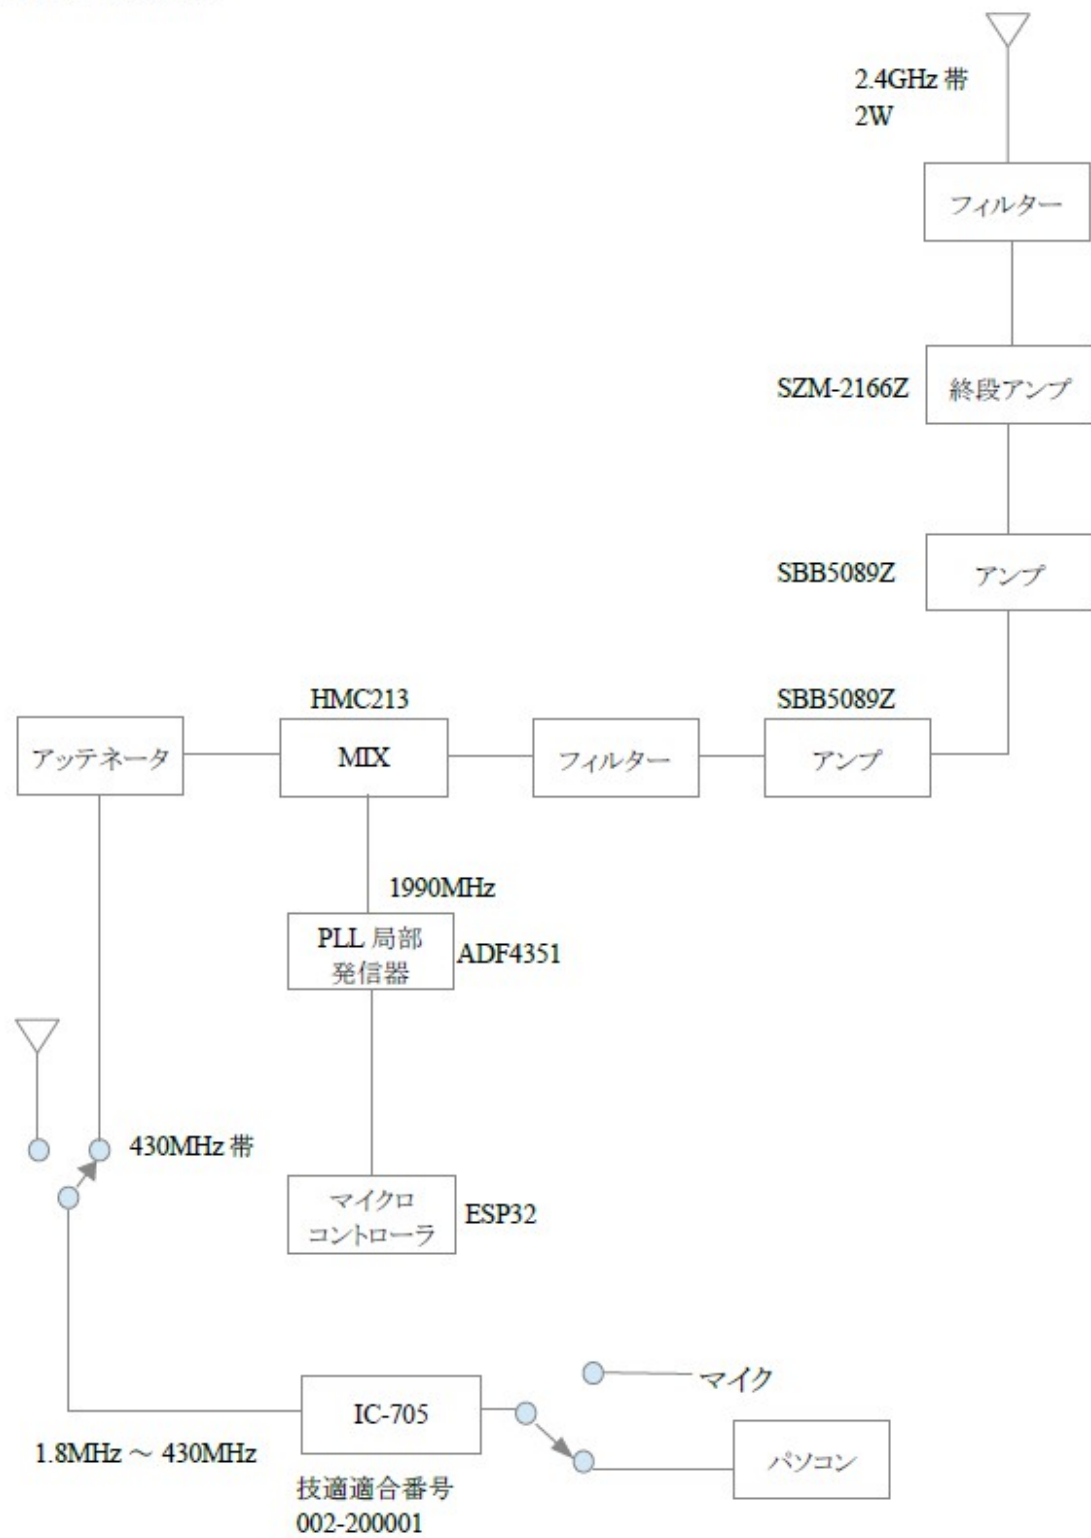 2.4GHz 帯
2W
フィルター
SZM-2166Z
終段アンプ
SBB5089Z
アンプ
HMC213
SBB5089Z
アッテネータ
MIX
フィルター
アンプ
1990MHz
PLL 局部
発信器
ADF4351
430MHz 帯
マイクロ
コントローラ
ESP32
マイク
IC-705
1.8MHz ～ 430MHz
パソコン
技適適合番号
002-200001